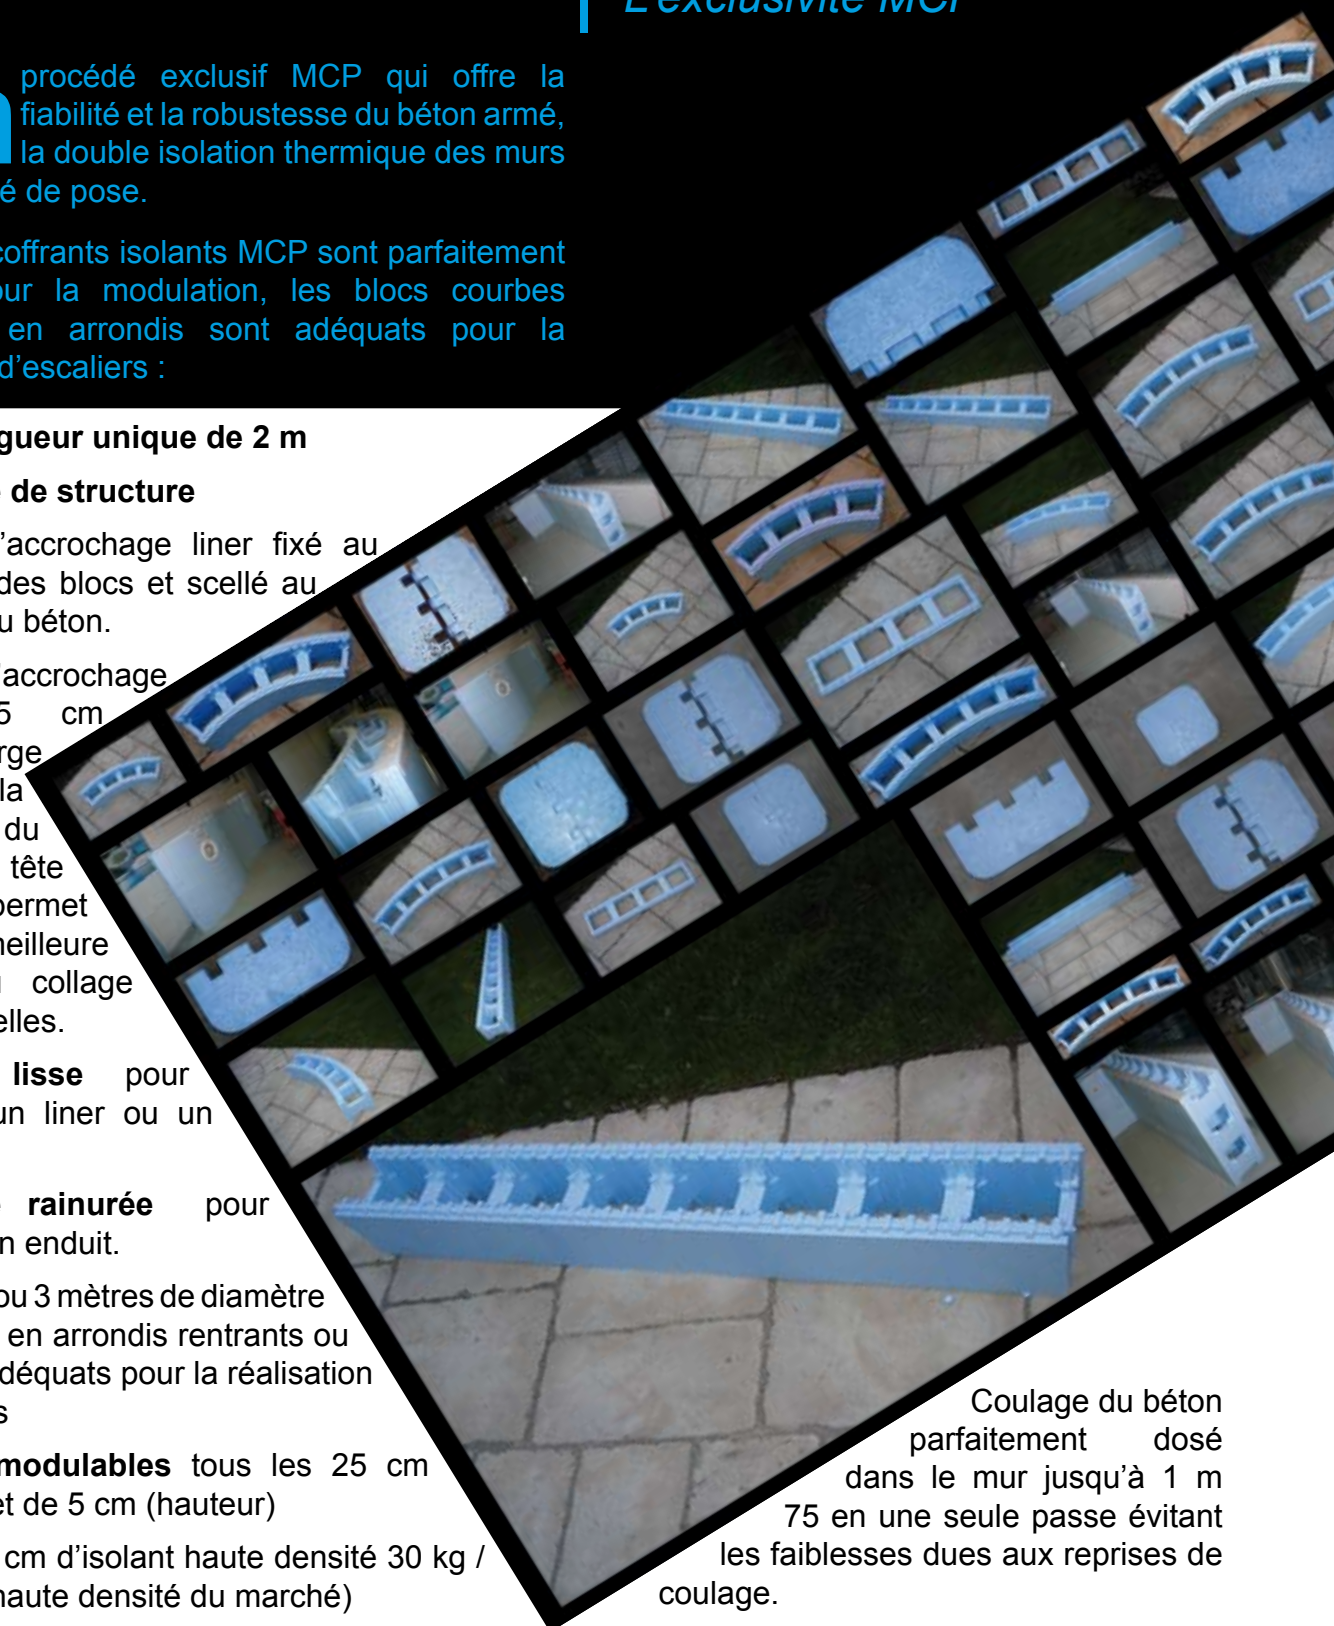 L'exclusivité MCP
procédé exclusif MCP qui offre la
fiabilité et la robustesse du béton armé,
la double isolation thermique des murs
é de pose.
coffrants isolants MCP sont parfaitement
our la modulation, les blocs courbes
en arrondis sont adéquats pour la
d'escaliers :
gueur unique de 2 m
de structure
'accrochage liner fixé au
des blocs et scellé au
u béton.
'accrochage
5 cm
rge
la
du
tête
permet
meilleure
collage
elles.
lisse pour
un liner ou un
rainurée pour
n enduit.
ou 3 mètres de diamètre
en arrondis rentrants ou
déquats pour la réalisation
s
modulables tous les 25 cm
et de 5 cm (hauteur)
cm d'isolant haute densité 30 kg /
haute densité du marché)
Coulage du béton
parfaitement dosé
dans le mur jusqu'à 1 m
75 en une seule passe évitant
les faiblesses dues aux reprises de
coulage.